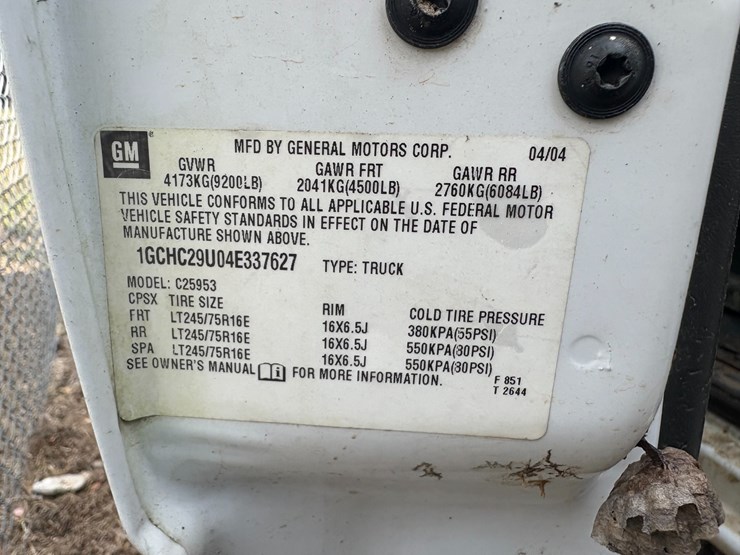 GM
MFD BY GENERAL MOTORS CORP. 04/04
GVWR GAWR FRT GAWR RR
4173KG(9200LB) 2041KG(4500LB) 2760KG(6084LB)
THIS VEHICLE CONFORMS TO ALL APPLICABLE U.S. FEDERAL MOTOR
VEHICLE SAFETY STANDARDS IN EFFECT ON THE DATE OF
MANUFACTURE SHOWN ABOVE.
1GCHC29U04E337627 TYPE: TRUCK
MODEL: C25953
CPSX TIRE SIZE RIM COLD TIRE PRESSURE
FRT LT245/75R16E 16X6.5J 380KPA(55PSI)
RR LT245/75R16E 16X6.5J 550KPA(80PSI)
SPA LT245/75R16E 16X6.5J 550KPA(80PSI)
SEE OWNER'S MANUAL FOR MORE INFORMATION.
F 851
T 2644